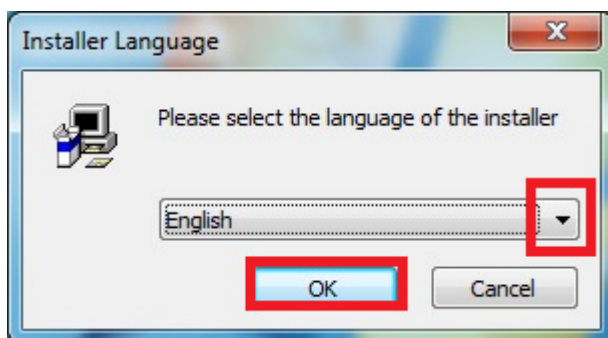 Installer Language
Please select the language of the installer
English
OK
Cancel